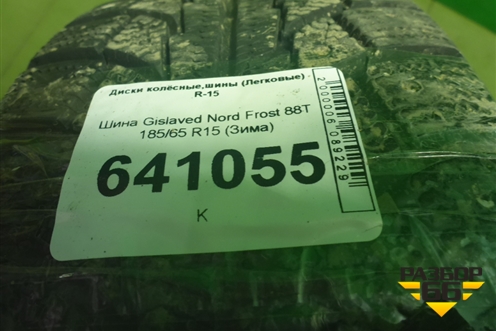 Диски колёсные,шины (Легковые)
R-15
Шина Gislaved Nord Frost 88T
185/65 R15 (Зима)
641055
K
2000006089229
РАЗБОР
66